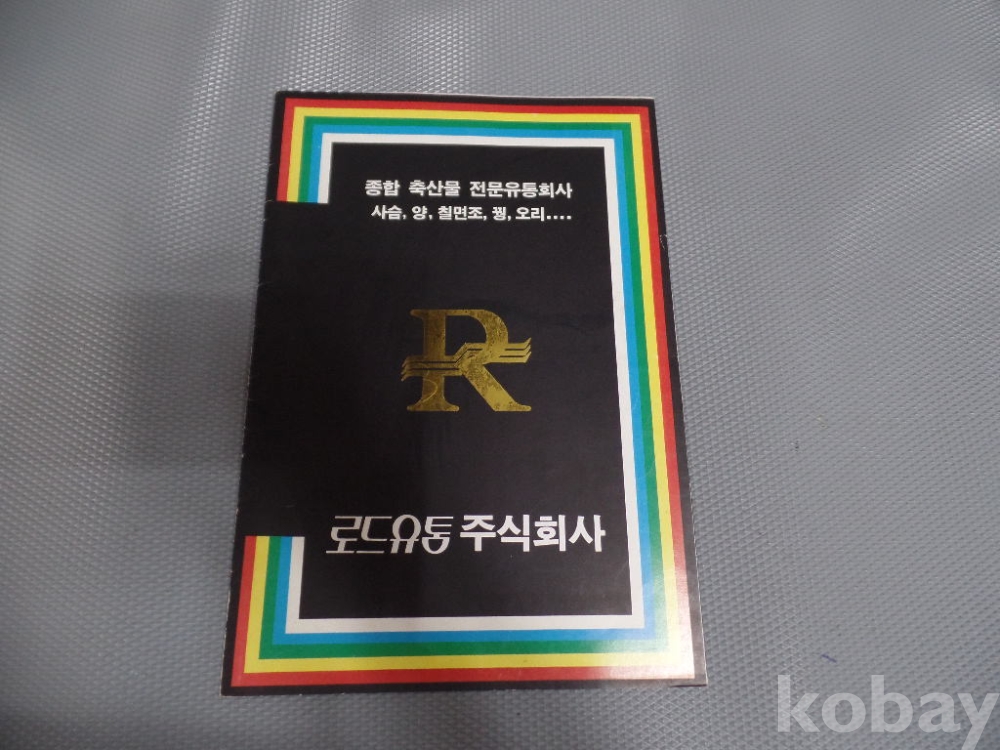 종합 축산물 전문유통회사
사슴, 양, 칠면조, 꿩, 오리....
R
로드유통 주식회사
kobay